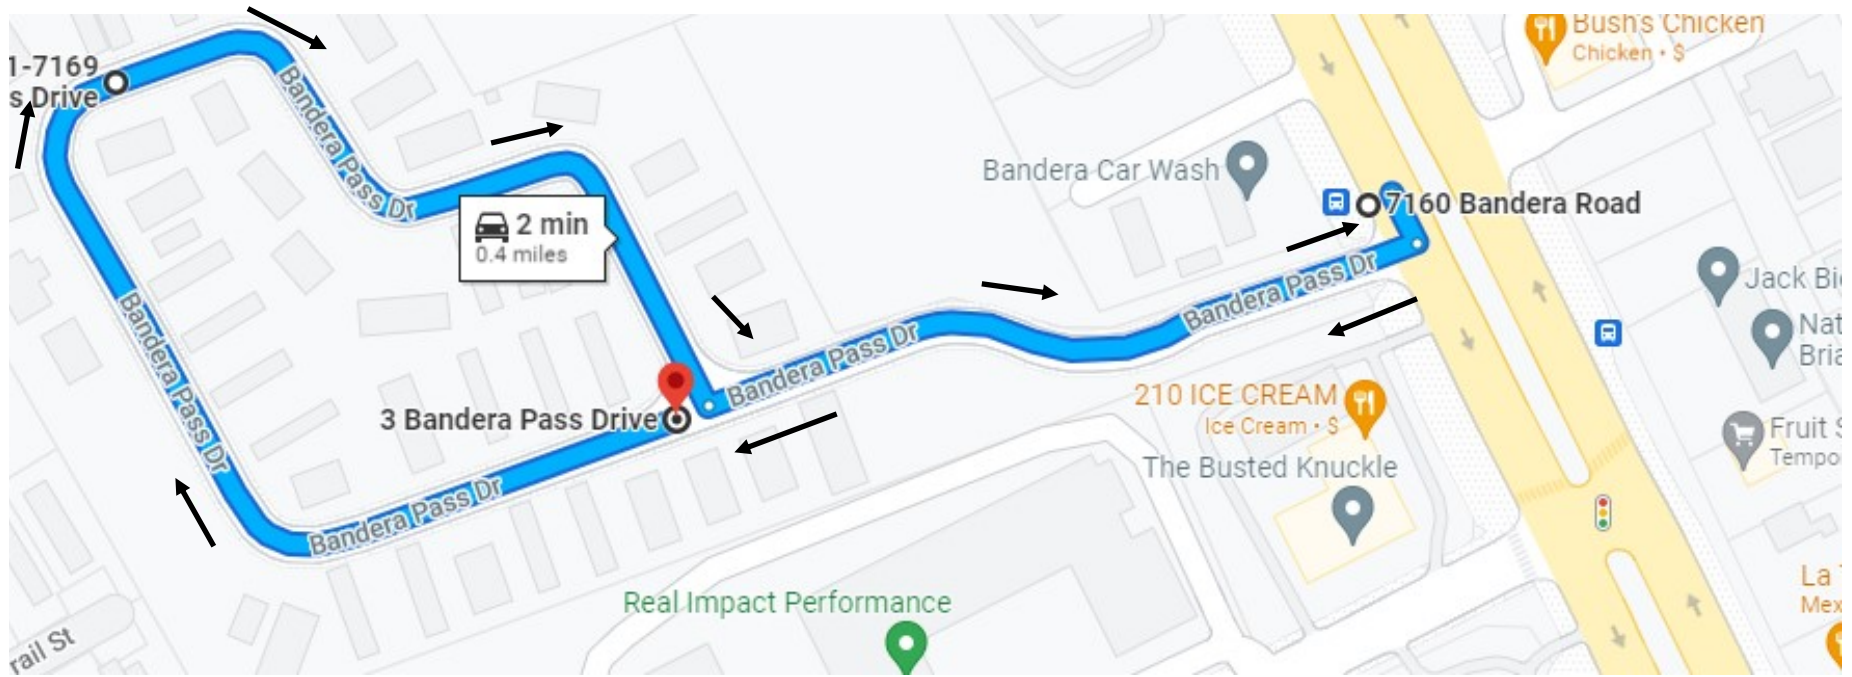 Bush's Chicken
Chicken • $
1-7169
s Drive
Bandera Pass Dr
Bandera Car Wash
7160 Bandera Road
2 min
0.4 miles
Bandera Pass Dr
Jack Bi
Bandera Pass Dr
Bandera Pass Dr
Nat
Bria
3 Bandera Pass Drive
210 ICE CREAM
Ice Cream • $
Fruit S
Tempo
The Busted Knuckle
Bandera Pass Dr
La
Mex
Real Impact Performance
rail St